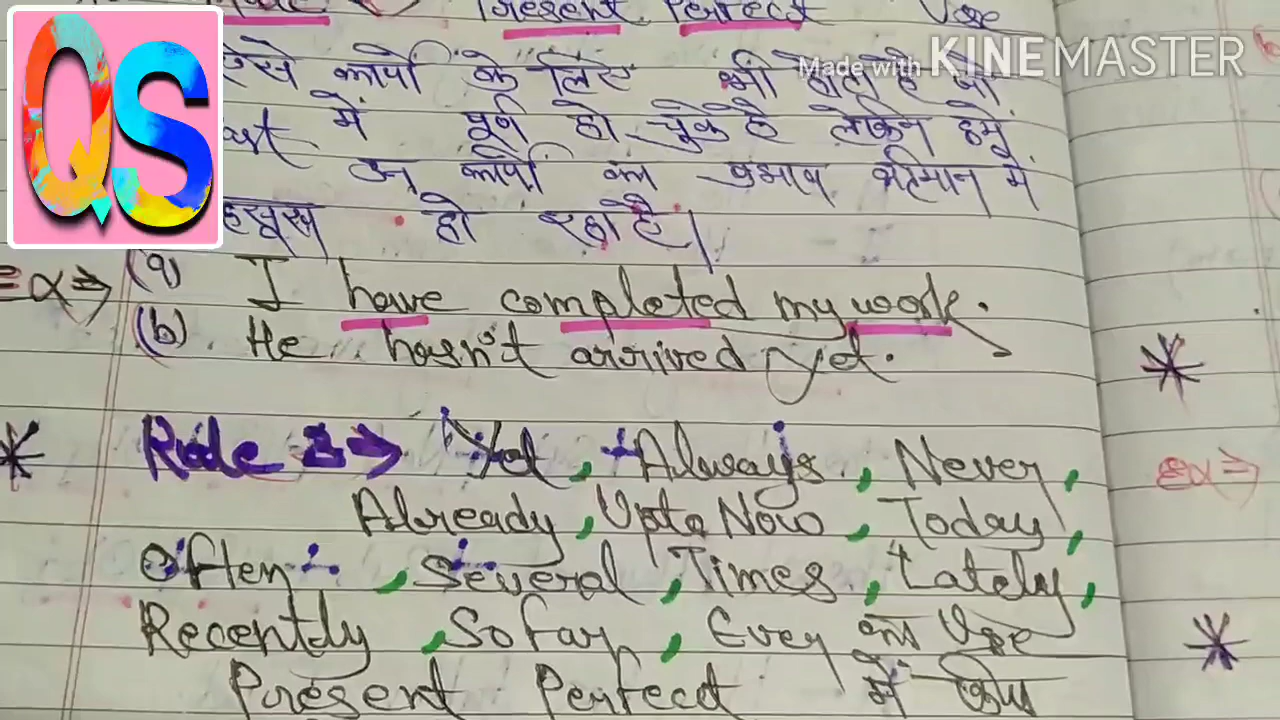 Present Perfect Use
ऐसे कार्यो के लिए भी होता है जो
में पूर्ण हो चुके है लेकिन हमें
उन कार्यो का प्रभाव वर्तमान में
हो रहा है।
Ex⇒ (a) I have completed my work.
(b) He hasn't arrived yet.
* Rule 3⇒ Yet, Always, Never,
Already, Upto Now, Today,
Often, Several, Times, Lately,
Recently, So far, Ever का Use
Present Perfect में किया
Ex⇒
QS
Made with KINEMASTER